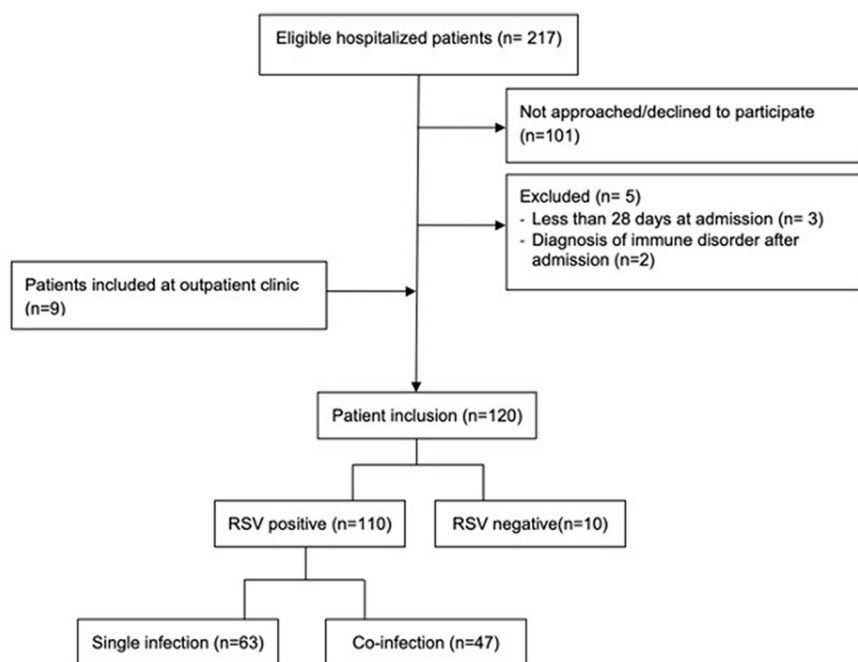 Eligible hospitalized patients (n= 217)
Not approached/declined to participate
(n=101)
Excluded (n= 5)
- Less than 28 days at admission (n= 3)
- Diagnosis of immune disorder after
admission (n=2)
Patients included at outpatient clinic
(n=9)
Patient inclusion (n=120)
RSV positive (n=110)
RSV negative(n=10)
Single infection (n=63)
Co-infection (n=47)